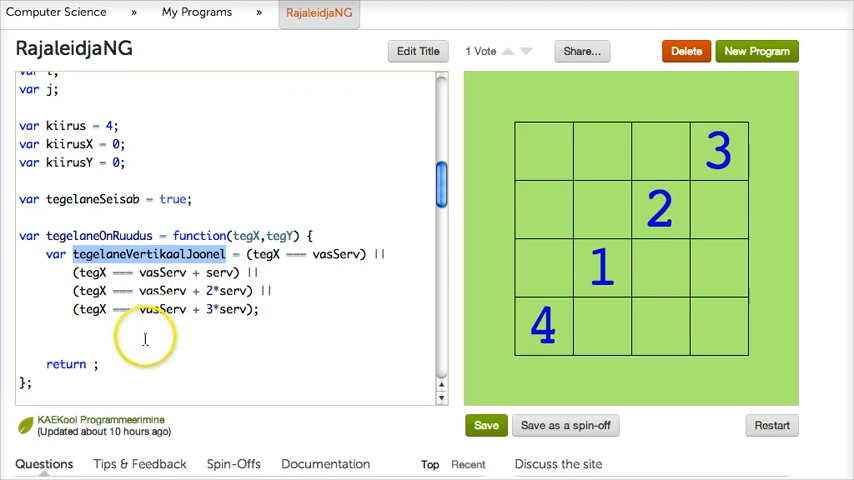 Computer Science » My Programs » RajaleidjaNG
RajaleidjaNG Edit Title 1 Vote Share... Delete New Program
var j;
var kiirus = 4;
var kiirusX = 0;
var kiirusY = 0;
var tegelaneSeisab = true;
var tegelaneOnRuudus = function(tegX,tegY) {
var tegelaneVertikaalJoonel = (tegX === vasServ) ||
(tegX === vasServ + serv) ||
(tegX === vasServ + 2*serv) ||
(tegX === vasServ + 3*serv);
return ;
};
3
2
1
4
KAEKool Programmeerimine
(Updated about 10 hours ago)
Save Save as a spin-off Restart
Questions Tips & Feedback Spin-Offs Documentation Top Recent Discuss the site